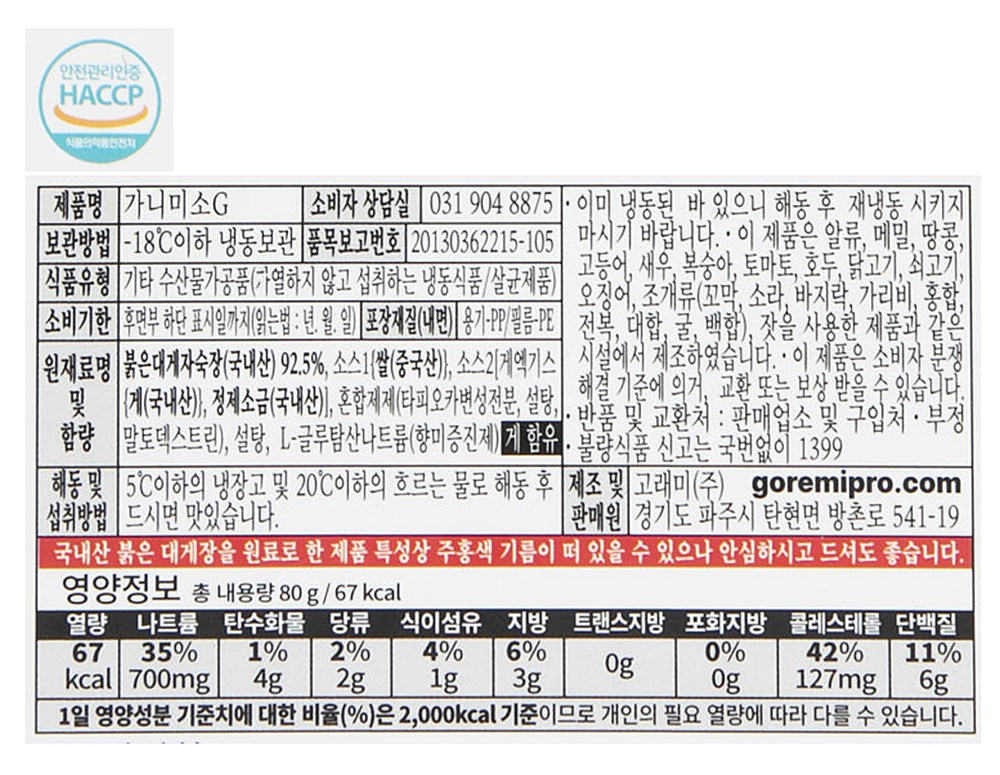 안전관리인증
HACCP
식품의약품안전처
제품명 가니미소G 소비자 상담실 031 904 8875
보관방법 -18℃이하 냉동보관 품목보고번호 20130362215-105
식품유형 기타 수산물가공품(가열하지 않고 섭취하는 냉동식품/살균제품)
소비기한 후면부 하단 표시일까지(읽는법 : 년. 월. 일) 포장재질(내면) 용기-PP/필름-PE
원재료명 및 함량
붉은대게자숙장(국내산) 92.5%, 소스1{쌀(중국산)}, 소스2[게엑기스
{게(국내산)}, 정제소금(국내산)], 혼합제제(타피오카변성전분, 설탕,
말토덱스트린), 설탕, L-글루탐산나트륨(향미증진제) 게 함유
해동 및 섭취방법
5℃이하의 냉장고 및 20℃이하의 흐르는 물로 해동 후
드시면 맛있습니다.
· 이미 냉동된 바 있으니 해동 후 재냉동 시키지
마시기 바랍니다. · 이 제품은 알류, 메밀, 땅콩,
고등어, 새우, 복숭아, 토마토, 호두, 닭고기, 쇠고기,
오징어, 조개류(꼬막, 소라, 바지락, 가리비, 홍합,
전복, 대합, 굴, 백합), 잣을 사용한 제품과 같은
시설에서 제조하였습니다. · 이 제품은 소비자 분쟁
해결 기준에 의거, 교환 또는 보상 받을 수 있습니다.
· 반품 및 교환처 : 판매업소 및 구입처 · 부정
· 불량식품 신고는 국번없이 1399
제조 및 판매원
고래미(주) goremipro.com
경기도 파주시 탄현면 방촌로 541-19
국내산 붉은 대게장을 원료로 한 제품 특성상 주홍색 기름이 떠 있을 수 있으나 안심하시고 드셔도 좋습니다.
영양정보 총 내용량 80 g / 67 kcal
열량 나트륨 탄수화물 당류 식이섬유 지방 트랜스지방 포화지방 콜레스테롤 단백질
67 35% 1% 2% 4% 6% 0g 0% 42% 11%
kcal 700mg 4g 2g 1g 3g 0g 127mg 6g
1일 영양성분 기준치에 대한 비율(%)은 2,000kcal 기준이므로 개인의 필요 열량에 따라 다를 수 있습니다.